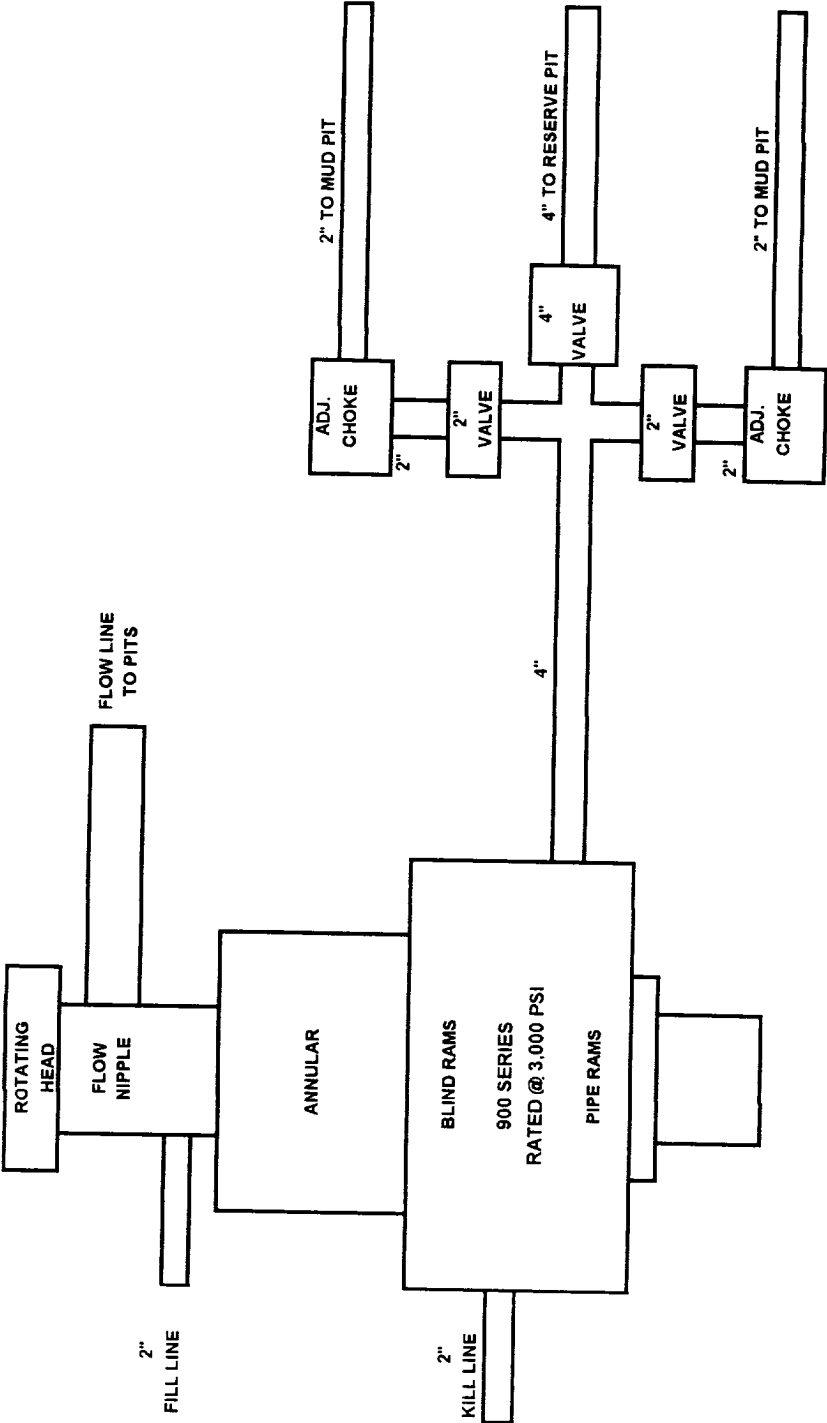 ROTATING
HEAD
FLOW
NIPPLE
FLOW LINE
TO PITS
2"
FILL LINE
ANNULAR
BLIND RAMS
900 SERIES
RATED @ 3,000 PSI
PIPE RAMS
2"
KILL LINE
4"
ADJ.
CHOKE
2"
2" TO MUD PIT
2"
VALVE
4"
VALVE
4" TO RESERVE PIT
2"
VALVE
2"
ADJ.
CHOKE
2" TO MUD PIT